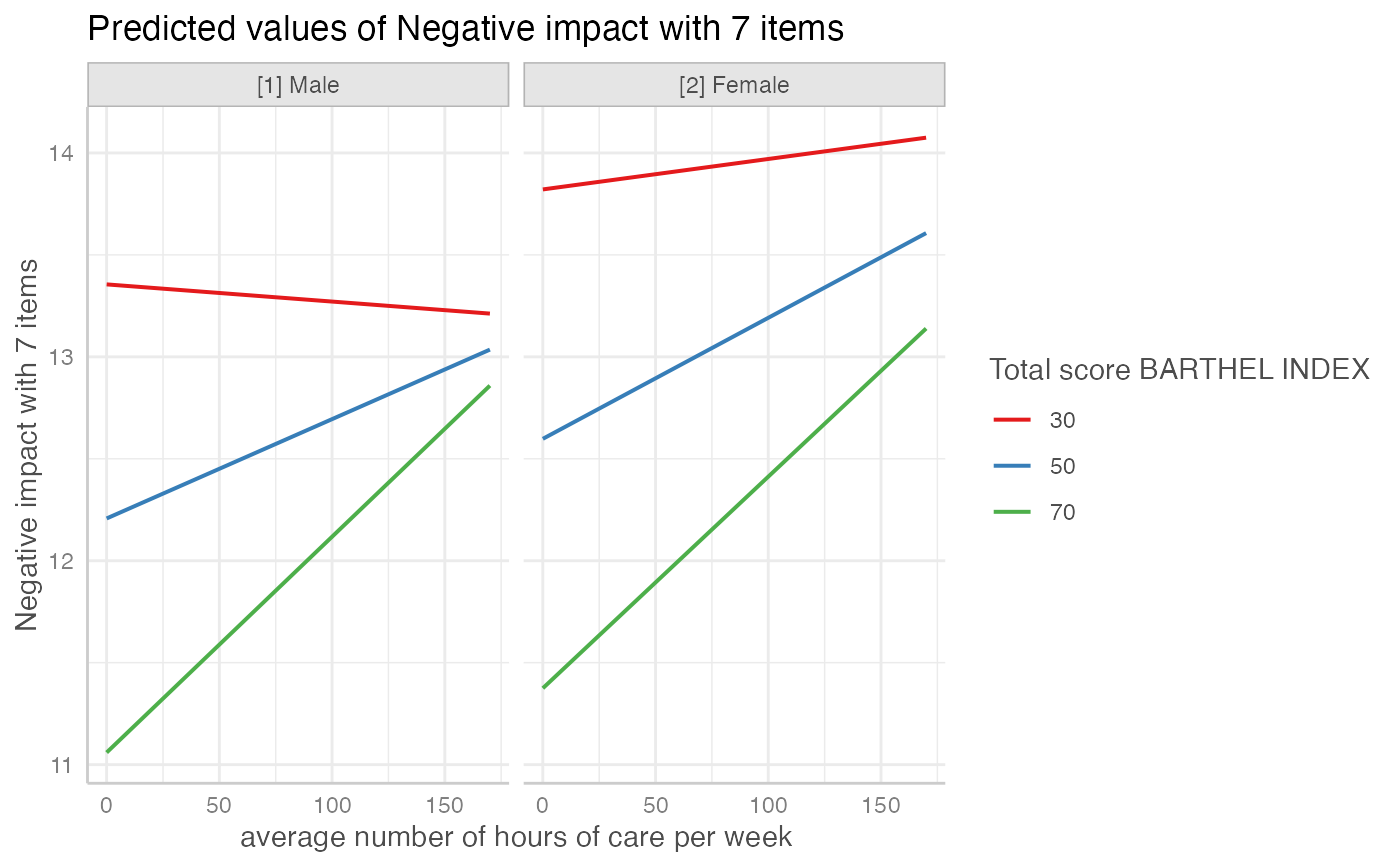 Predicted values of Negative impact with 7 items
[1] Male
[2] Female
Negative impact with 7 items
14
13
12
11
0 50 100 150
0 50 100 150
average number of hours of care per week
Total score BARTHEL INDEX
30
50
70